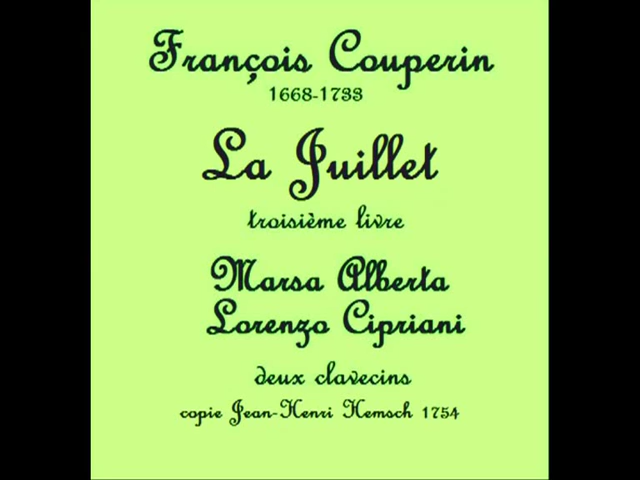 François Couperin
1668-1733
La Juillet
troisième livre
Marsa Alberta
Lorenzo Cipriani
deux clavecins
copie Jean-Henri Hemsch 1754